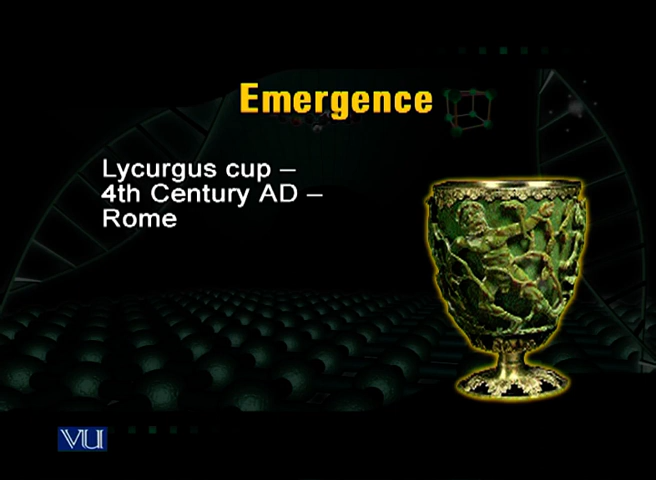 Emergence
Lycurgus cup –
4th Century AD –
Rome
VU